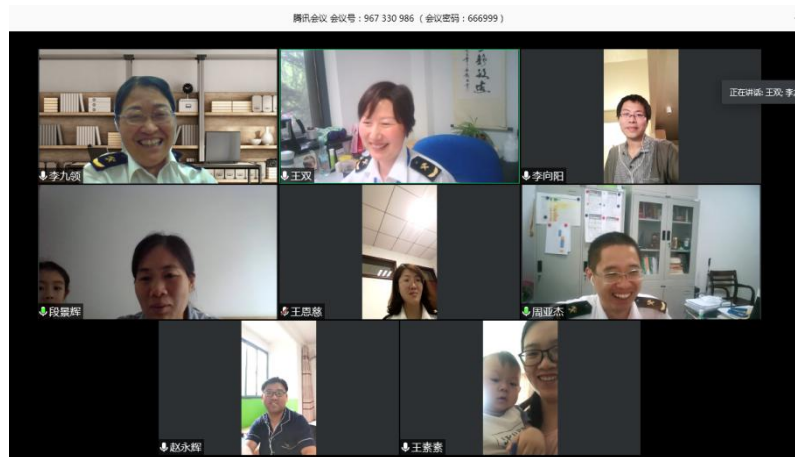 腾讯会议 会议号：967 330 986 （会议密码：666999）
正在讲话: 王双; 李
李九领
王双
李向阳
段景辉
王恩慈
周亚杰
赵永辉
王素素